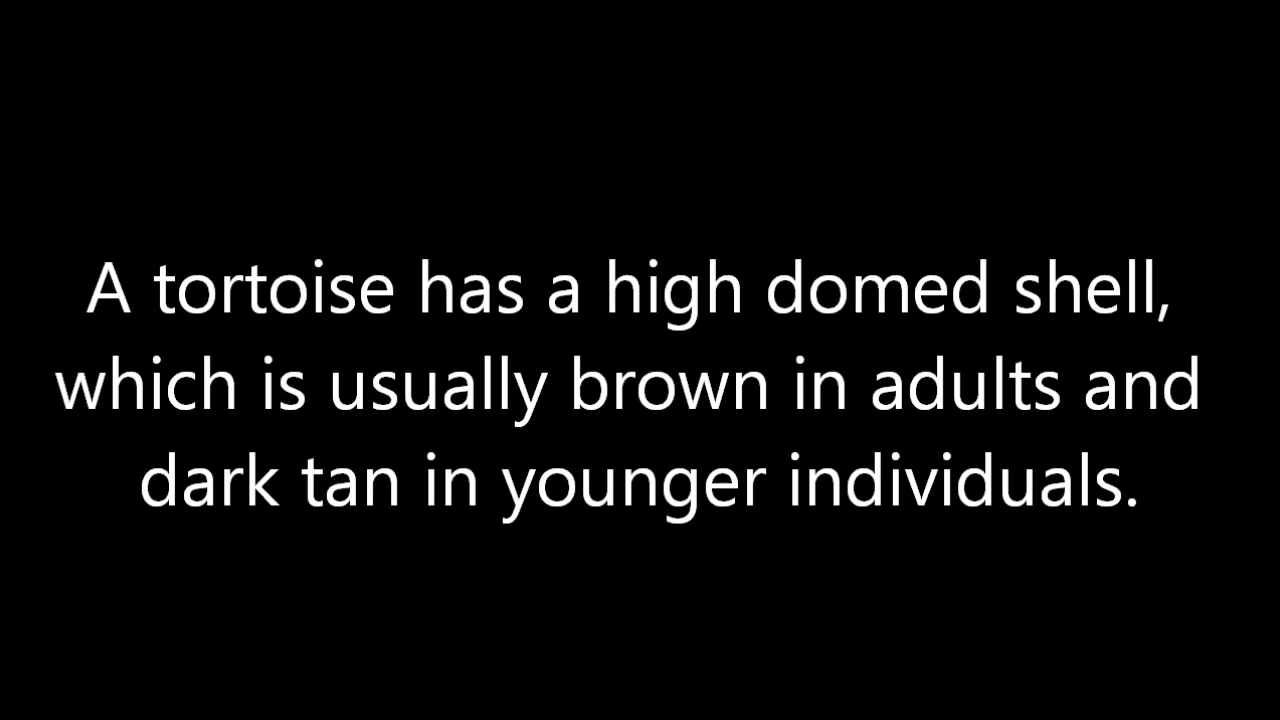 A tortoise has a high domed shell,
which is usually brown in adults and
dark tan in younger individuals.